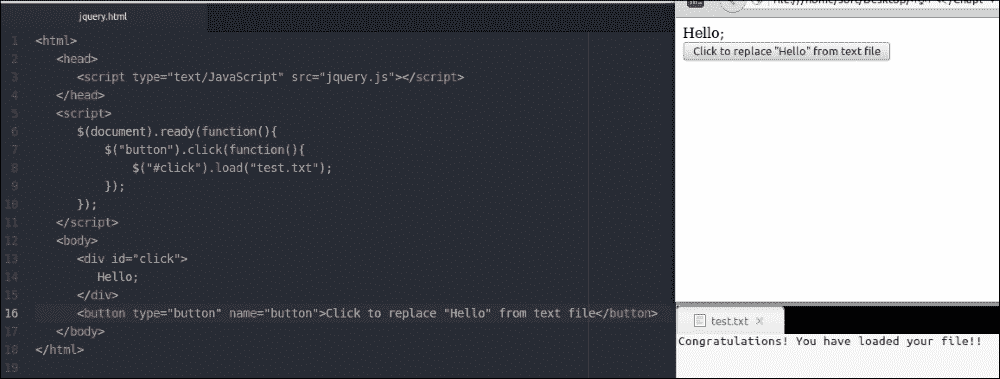 jquery.html
1 <html>
2 <head>
3 <script type="text/JavaScript" src="jquery.js"></script>
4 </head>
5 <script>
6 $(document).ready(function(){
7 $("button").click(function(){
8 $("#click").load("test.txt");
9 });
10 });
11 </script>
12 <body>
13 <div id="click">
14 Hello;
15 </div>
16 <button type="button" name="button">Click to replace "Hello" from text file</button>
17 </body>
18 </html>
19
Hello;
Click to replace "Hello" from text file
test.txt
Congratulations! You have loaded your file!!